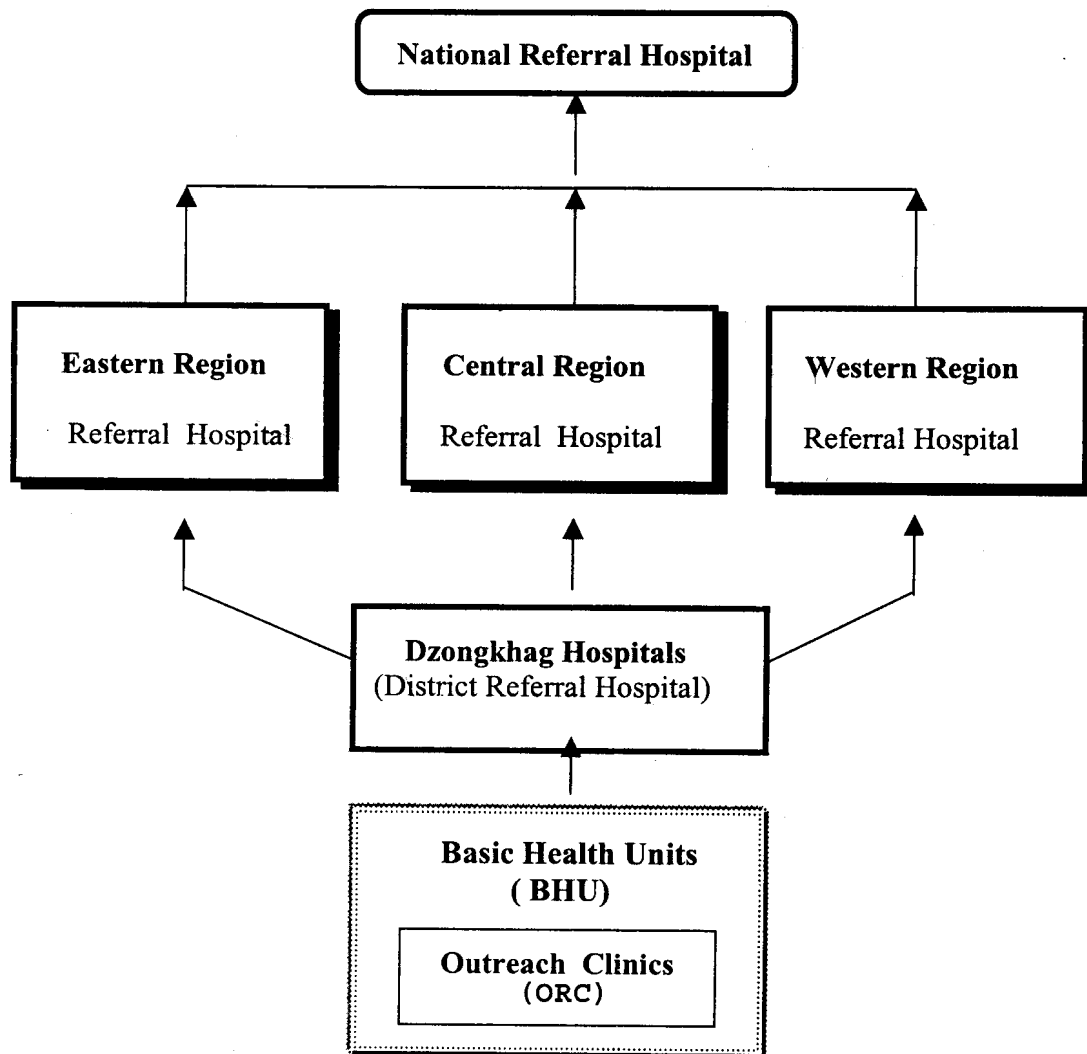 National Referral Hospital
Eastern Region
Referral Hospital
Central Region
Referral Hospital
Western Region
Referral Hospital
Dzongkhag Hospitals
(District Referral Hospital)
Basic Health Units
( BHU)
Outreach Clinics
(ORC)